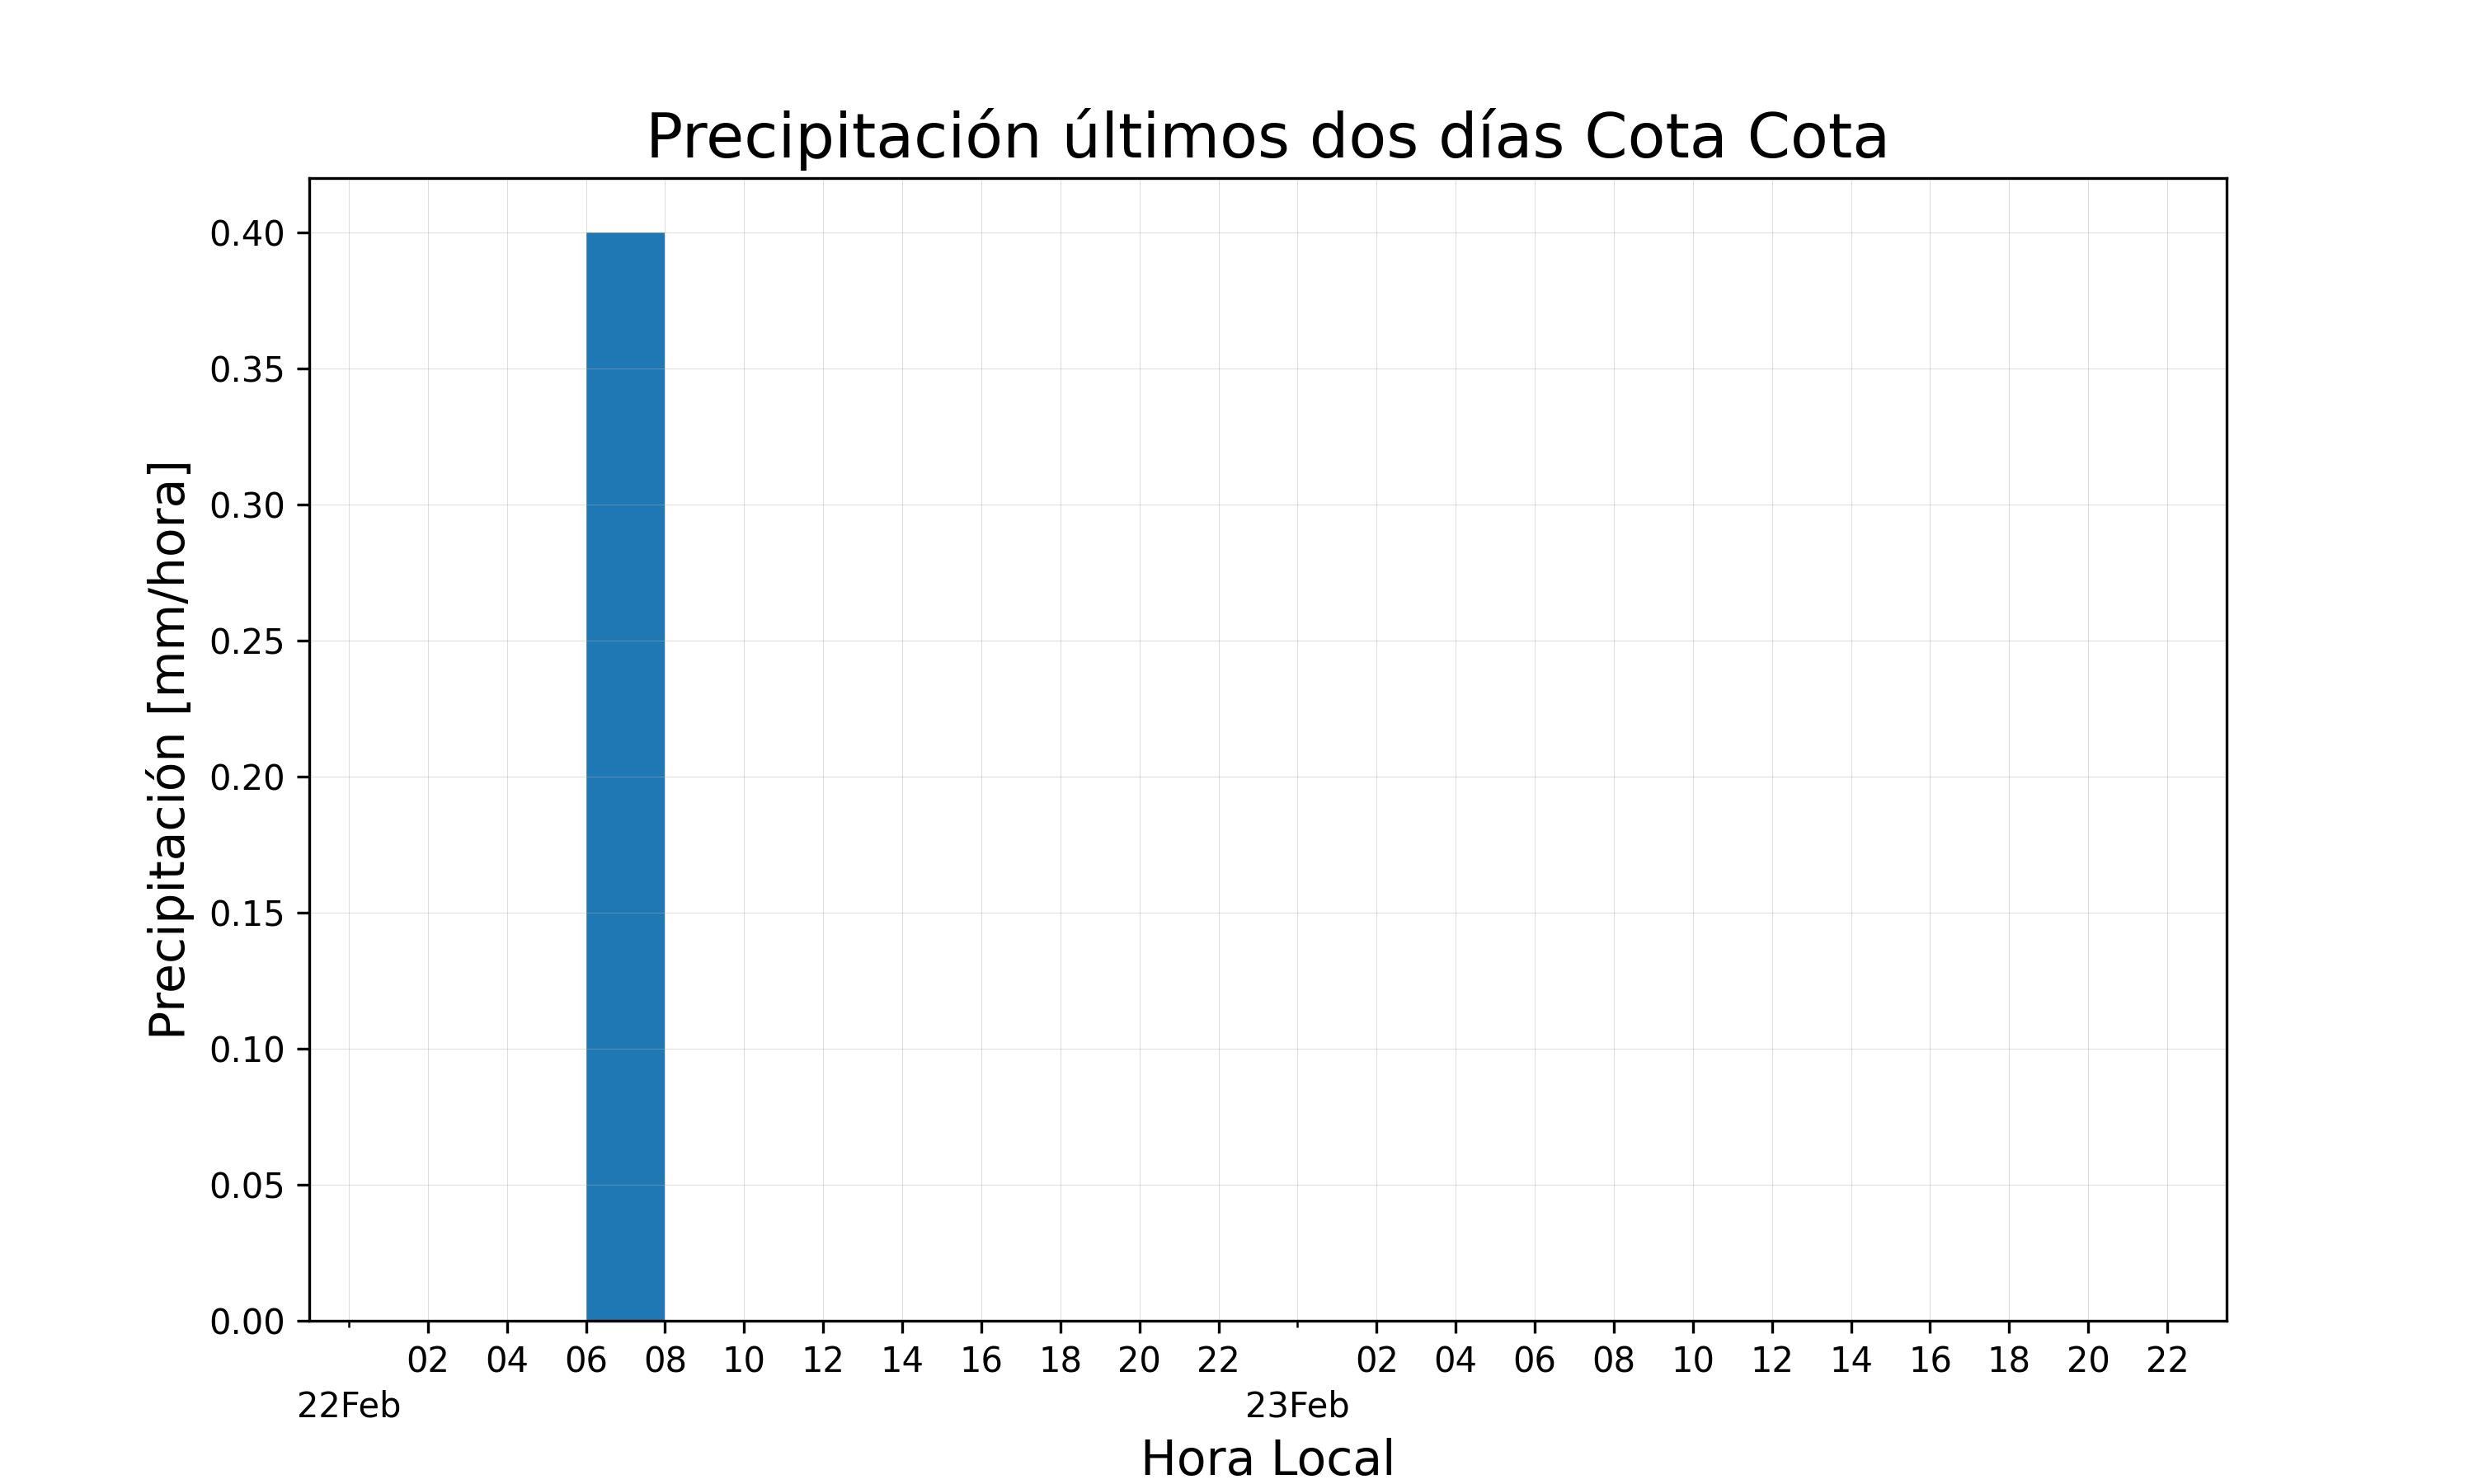 Precipitación últimos dos días Cota Cota
Precipitación [mm/hora]
0.40
0.35
0.30
0.25
0.20
0.15
0.10
0.05
0.00
02 04 06 08 10 12 14 16 18 20 22 02 04 06 08 10 12 14 16 18 20 22
22Feb 23Feb
Hora Local